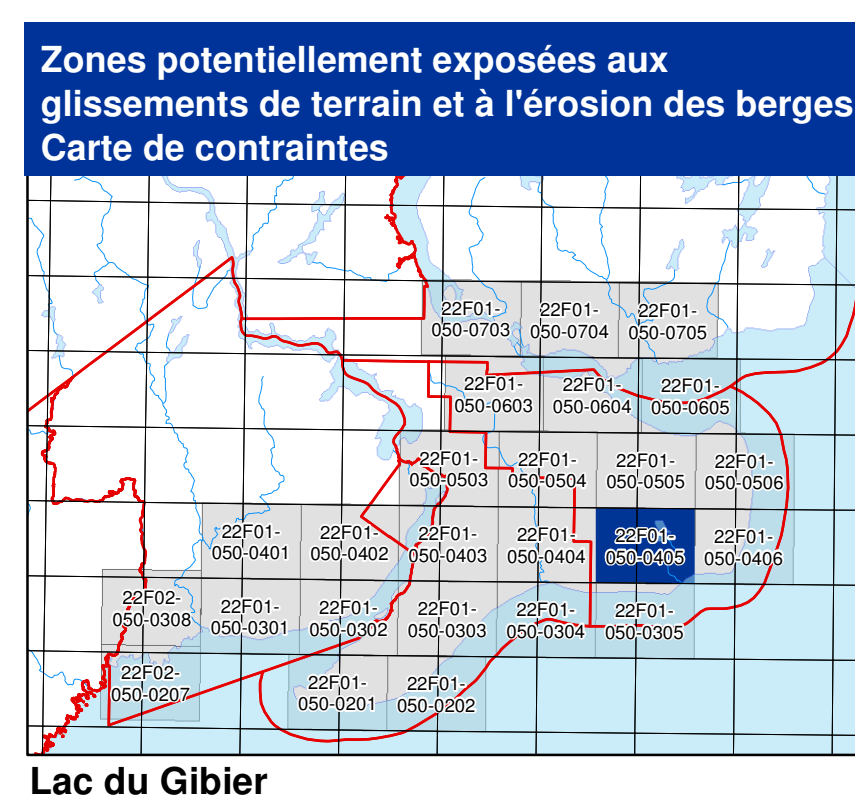 Zones potentiellement exposées aux
glissements de terrain et à l'érosion des berges
Carte de contraintes
22F01-
050-0703
22F01-
050-0704
22F01-
050-0705
22F01-
050-0603
22F01-
050-0604
22F01-
050-0605
22F01-
050-0503
22F01-
050-0504
22F01-
050-0505
22F01-
050-0506
22F01-
050-0401
22F01-
050-0402
22F01-
050-0403
22F01-
050-0404
22F01-
050-0405
22F01-
050-0406
22F02-
050-0308
22F01-
050-0301
22F01-
050-0302
22F01-
050-0303
22F01-
050-0304
22F01-
050-0305
22F02-
050-0207
22F01-
050-0201
22F01-
050-0202
Lac du Gibier